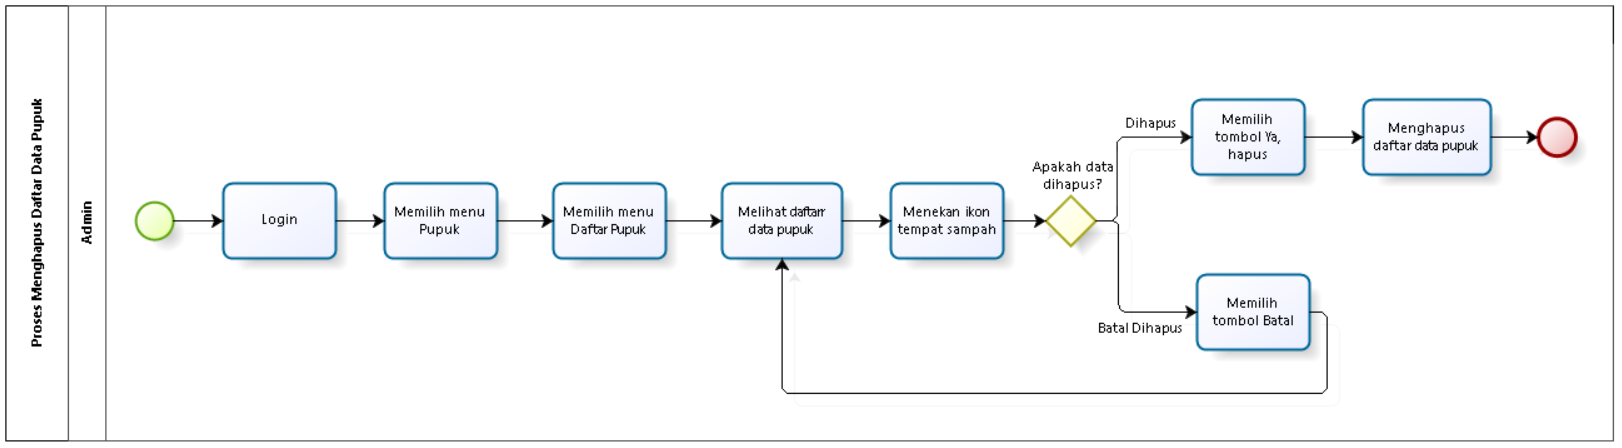 Proses Menghapus Daftar Data Pupuk
Admin
Login
Memilih menu
Pupuk
Memilih menu
Daftar Pupuk
Melihat daftarr
data pupuk
Menekan ikon
tempat sampah
Apakah data
dihapus?
Dihapus
Memilih
tombol Ya,
hapus
Menghapus
daftar data pupuk
Batal Dihapus
Memilih
tombol Batal